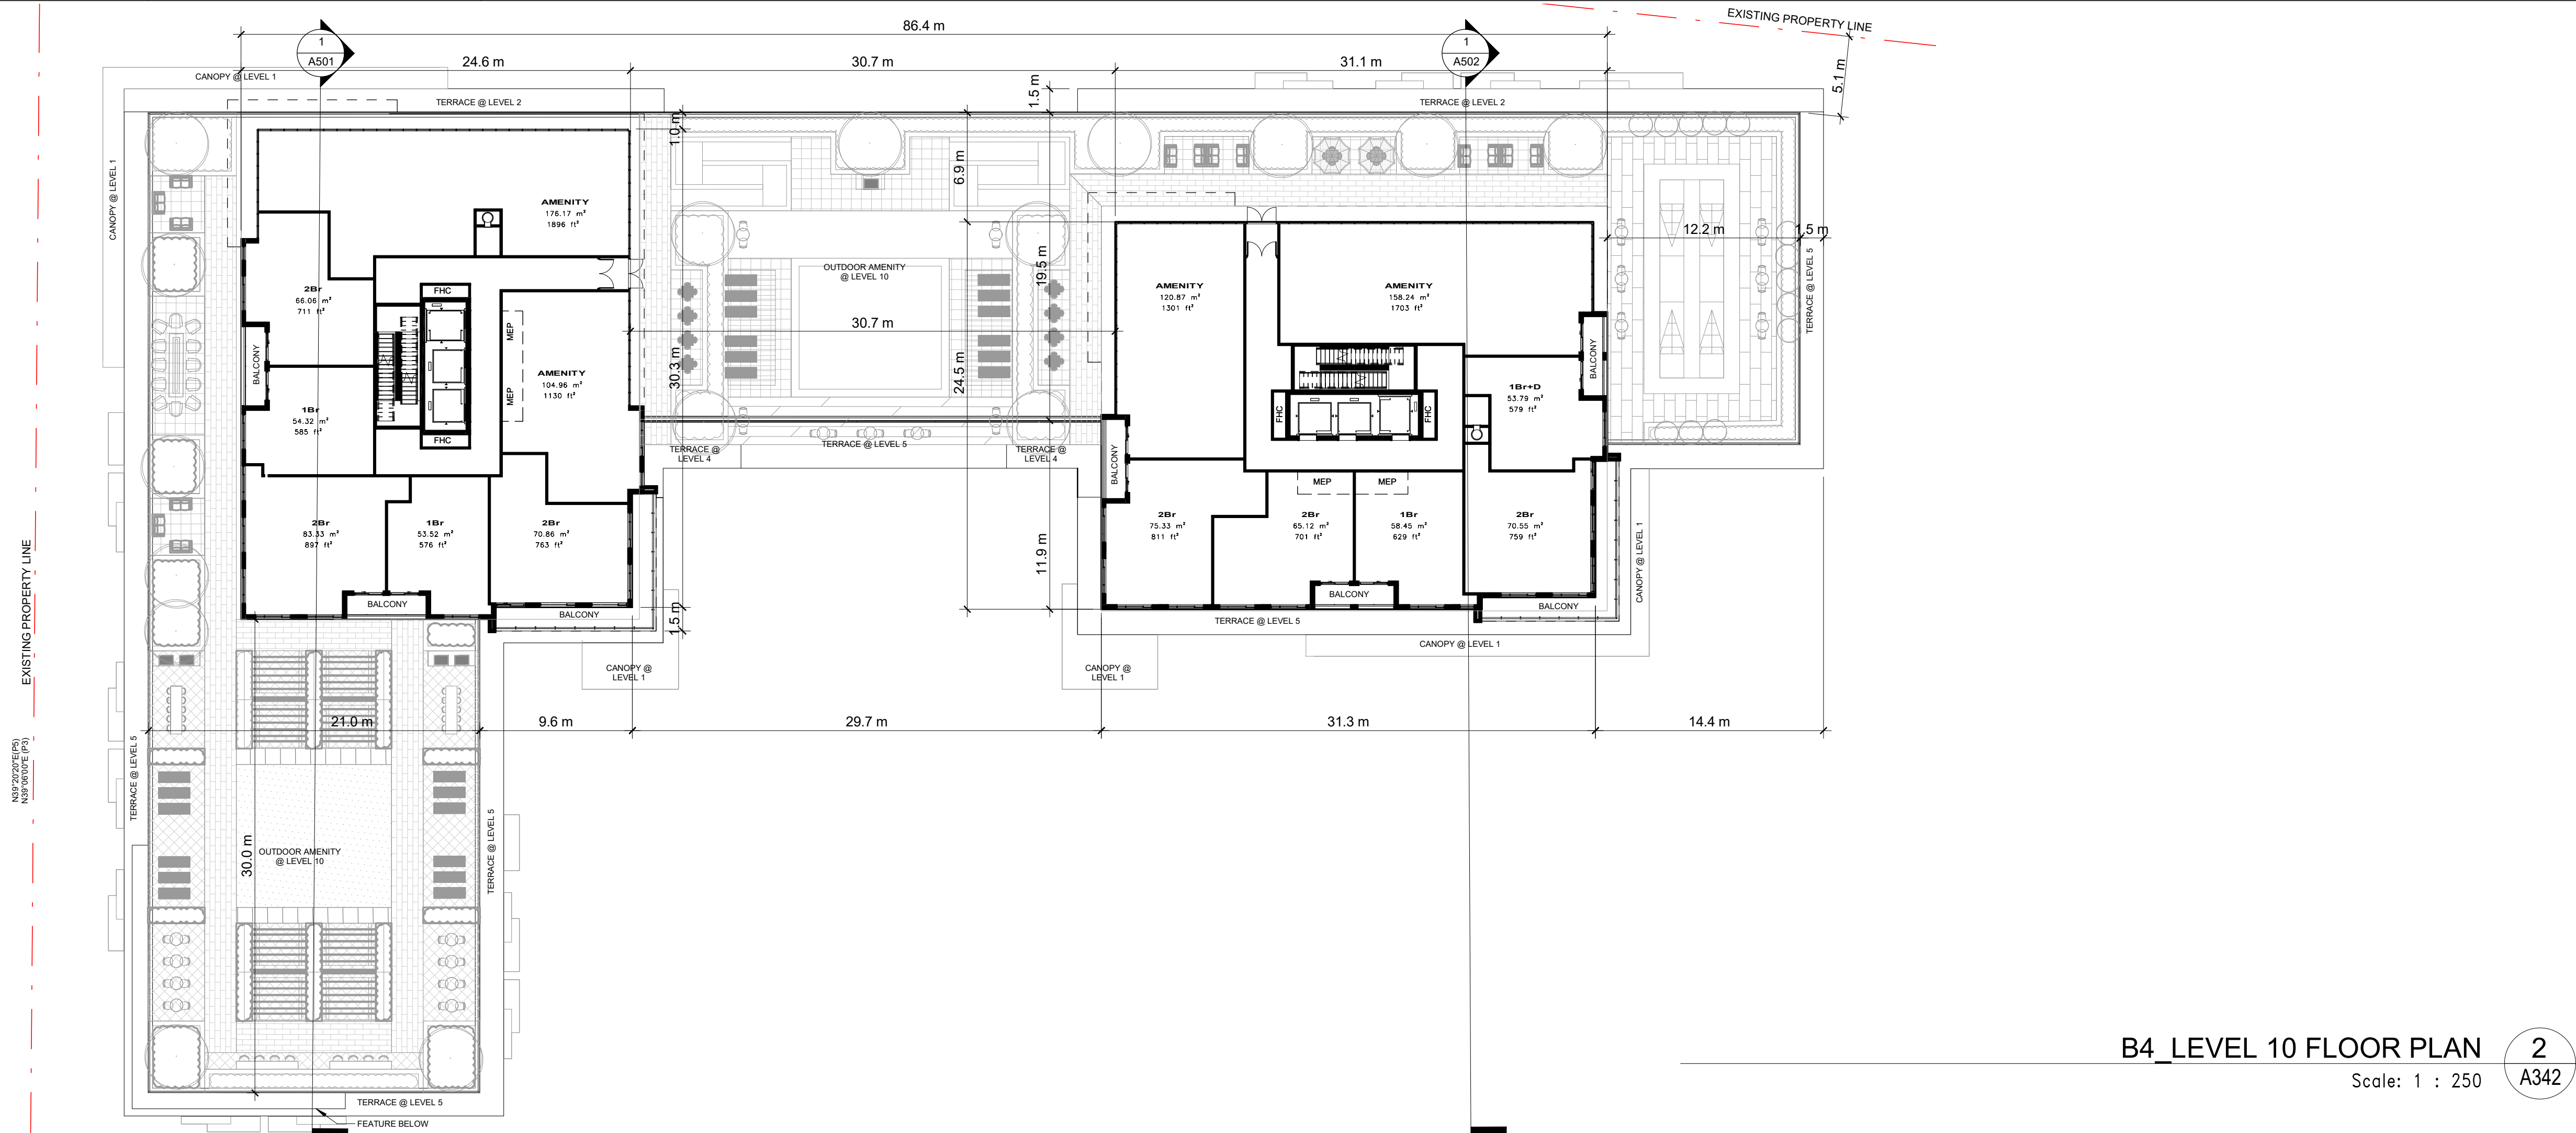 EXISTING PROPERTY LINE
86.4 m
1
A501
1
A502
24.6 m
30.7 m
31.1 m
5.1 m
CANOPY @ LEVEL 1
TERRACE @ LEVEL 2
1.5 m
TERRACE @ LEVEL 2
1.0 m
6.9 m
CANOPY @ LEVEL 1
AMENITY
176.17 m²
1896 ft²
12.2 m
1.5 m
TERRACE @ LEVEL 5
2Br
66.06 m²
711 ft²
FHC
MEP
OUTDOOR AMENITY
@ LEVEL 10
19.5 m
AMENITY
120.87 m²
1301 ft²
AMENITY
158.24 m²
1703 ft²
30.7 m
BALCONY
BALCONY
AMENITY
104.96 m²
1130 ft²
MEP
30.3 m
24.5 m
1Br+D
53.79 m²
579 ft²
1Br
54.32 m²
585 ft²
FHC
FHC
FHC
TERRACE @ LEVEL 5
TERRACE @
LEVEL 4
TERRACE @
LEVEL 4
BALCONY
MEP
MEP
2Br
83.33 m²
897 ft²
1Br
53.52 m²
576 ft²
2Br
70.86 m²
763 ft²
2Br
75.33 m²
811 ft²
2Br
65.12 m²
701 ft²
1Br
58.45 m²
629 ft²
2Br
70.55 m²
759 ft²
11.9 m
CANOPY @ LEVEL 1
EXISTING PROPERTY LINE
BALCONY
BALCONY
1.5 m
BALCONY
BALCONY
TERRACE @ LEVEL 5
CANOPY @ LEVEL 1
CANOPY @
LEVEL 1
CANOPY @
LEVEL 1
21.0 m
9.6 m
29.7 m
31.3 m
14.4 m
N39°20'20"E(P5)
N39°06'00"E (P3)
TERRACE @ LEVEL 5
30.0 m
OUTDOOR AMENITY
@ LEVEL 10
TERRACE @ LEVEL 5
TERRACE @ LEVEL 5
FEATURE BELOW
B4_LEVEL 10 FLOOR PLAN
Scale: 1 : 250
2
A342